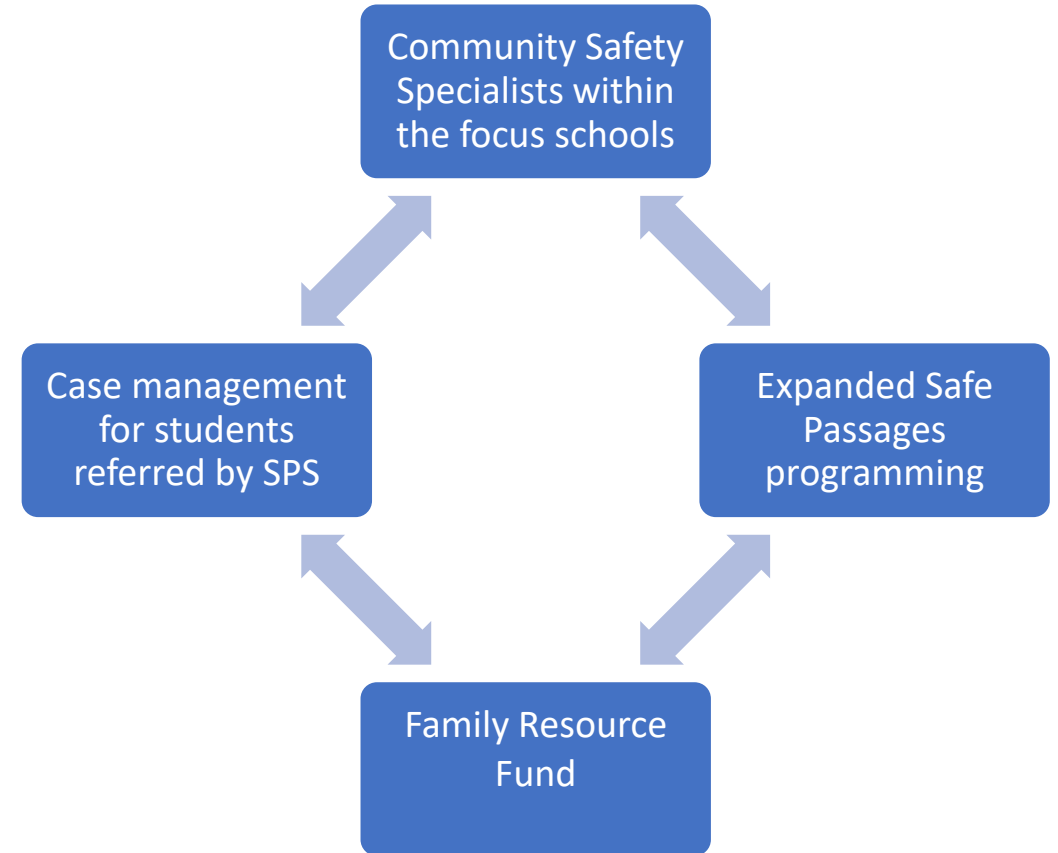 Community Safety
Specialists within
the focus schools
Case management
for students
referred by SPS
Expanded Safe
Passages
programming
Family Resource
Fund